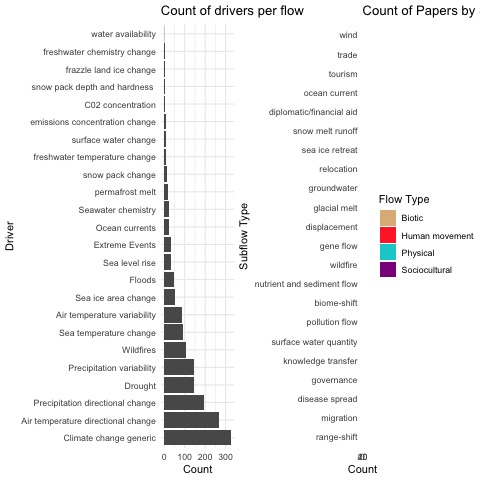 Count of drivers per flow
Count of Papers by
Driver
water availability
freshwater chemistry change
frazzle land ice change
snow pack depth and hardness
C02 concentration
emissions concentration change
surface water change
freshwater temperature change
snow pack change
permafrost melt
Seawater chemistry
Ocean currents
Extreme Events
Sea level rise
Floods
Sea ice area change
Air temperature variability
Sea temperature change
Wildfires
Precipitation variability
Drought
Precipitation directional change
Air temperature directional change
Climate change generic
0 100 200 300
Count
Subflow Type
wind
trade
tourism
ocean current
diplomatic/financial aid
snow melt runoff
sea ice retreat
relocation
groundwater
glacial melt
displacement
gene flow
wildfire
nutrient and sediment flow
biome-shift
pollution flow
surface water quantity
knowledge transfer
governance
disease spread
migration
range-shift
Count
Flow Type
Biotic
Human movement
Physical
Sociocultural